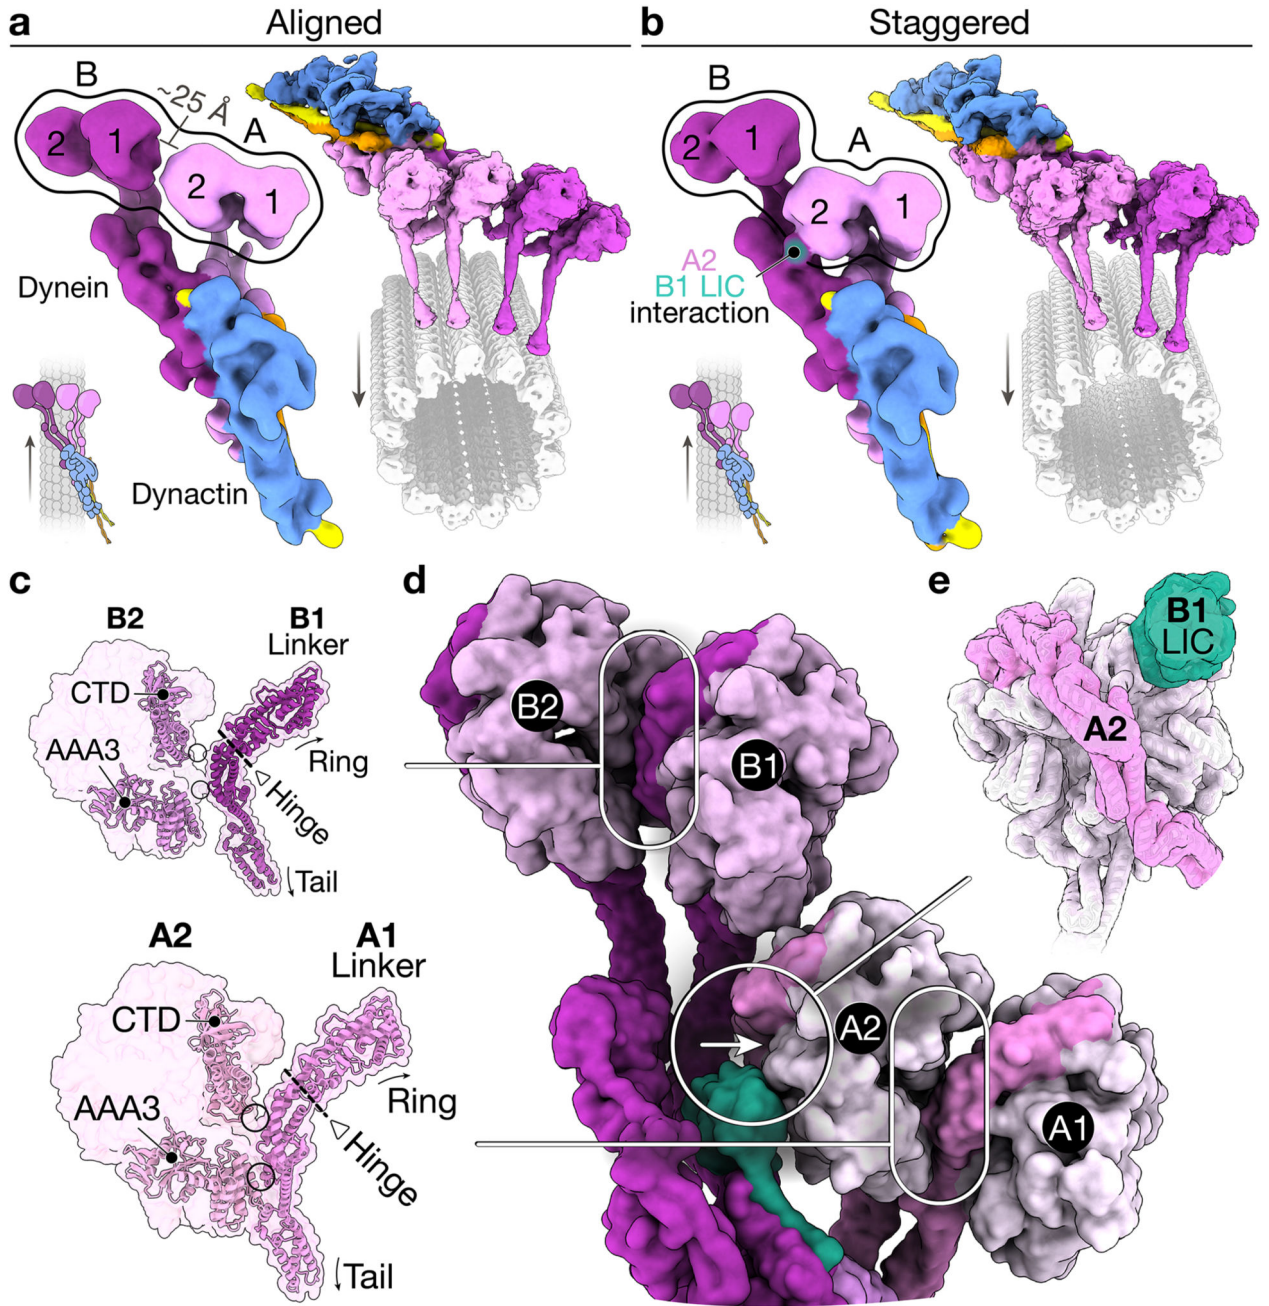 a
Aligned
B
~25 Å
A
2
1
2
1
Dynein
Dynactin
b
Staggered
B
A
2
1
2
1
A2
B1 LIC
interaction
c
B2
B1
Linker
CTD
AAA3
Ring
Hinge
Tail
A2
A1
Linker
CTD
AAA3
Ring
Hinge
Tail
d
B2
B1
A2
A1
e
B1
LIC
A2